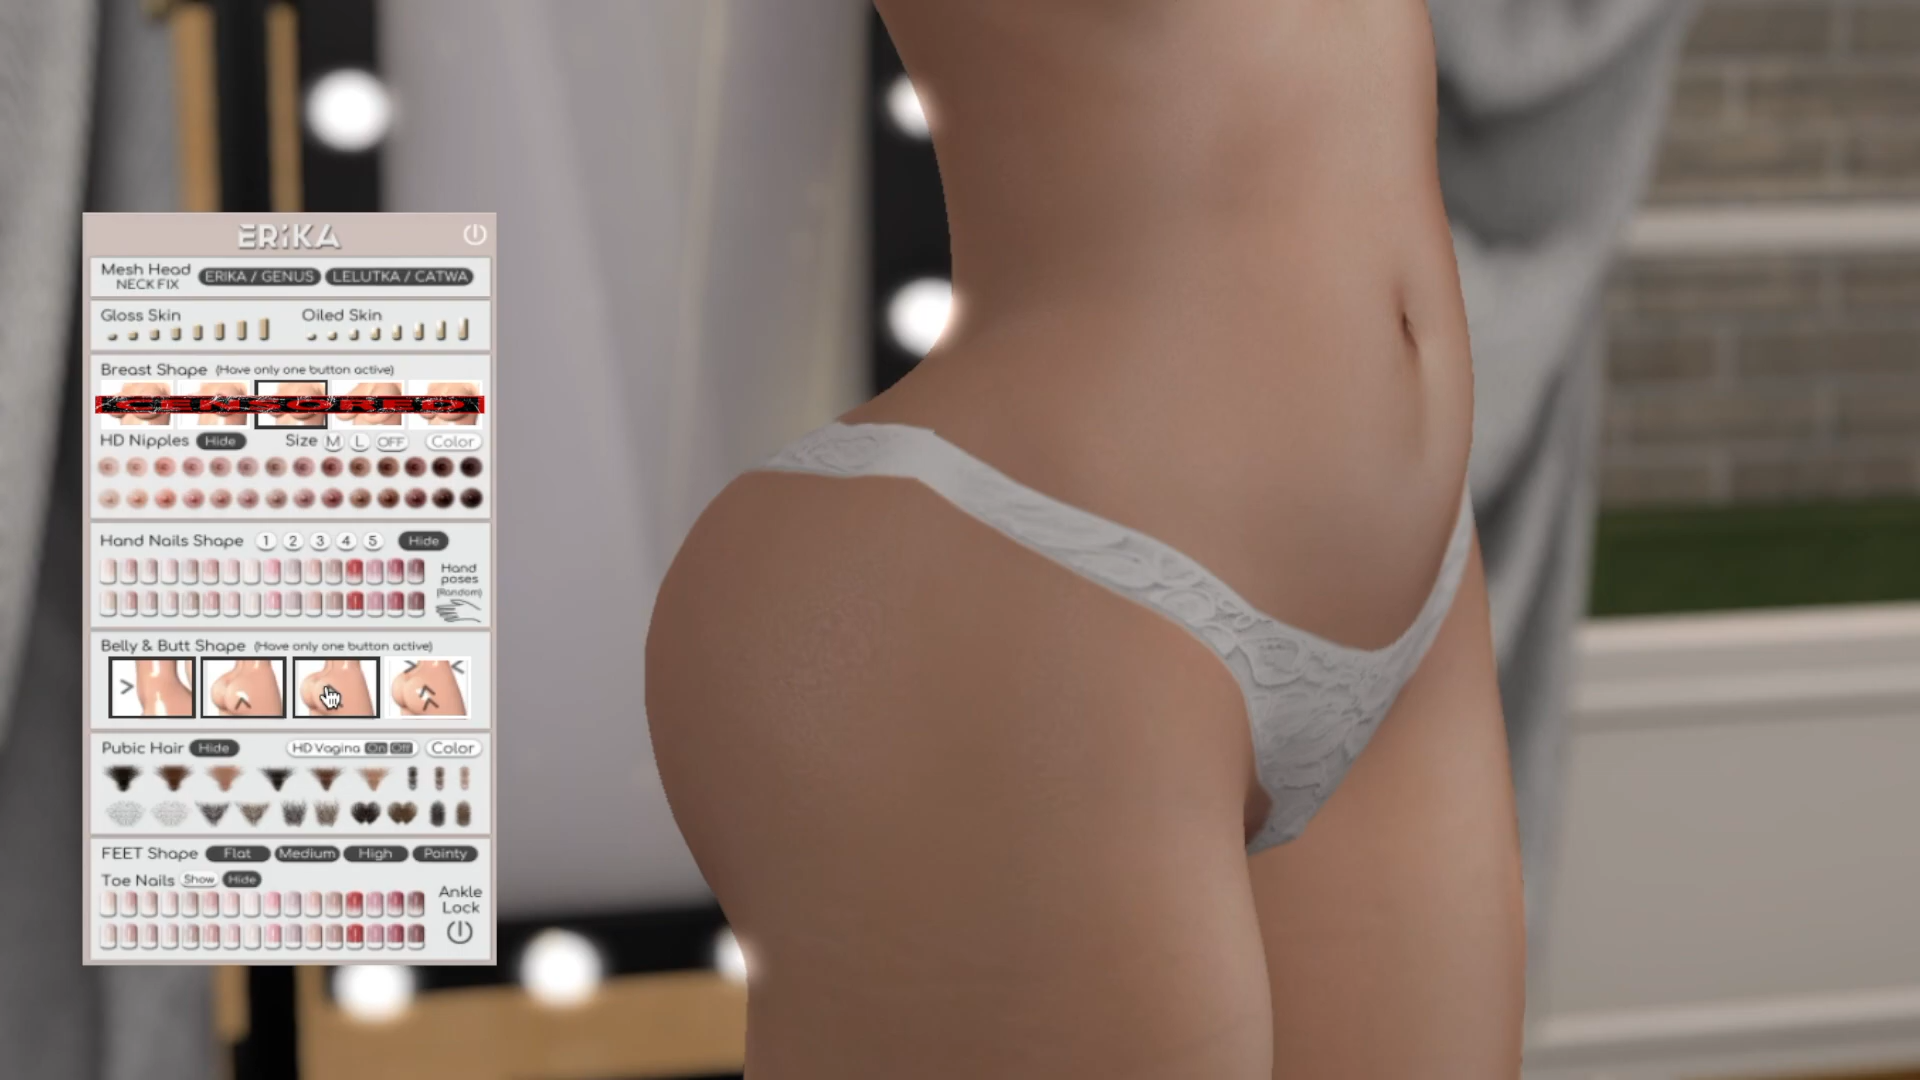 ERiKA
Mesh Head
NECK FIX
ERIKA / GENUS
LELUTKA / CATWA
Gloss Skin
Oiled Skin
Breast Shape (Have only one button active)
CENSORED
HD Nipples Hide Size M L OFF Color
Hand Nails Shape 1 2 3 4 5 Hide
Hand
poses
(Random)
Belly & Butt Shape (Have only one button active)
Pubic Hair Hide HD Vagina On Off Color
FEET Shape Flat Medium High Pointy
Toe Nails Show Hide
Ankle
Lock